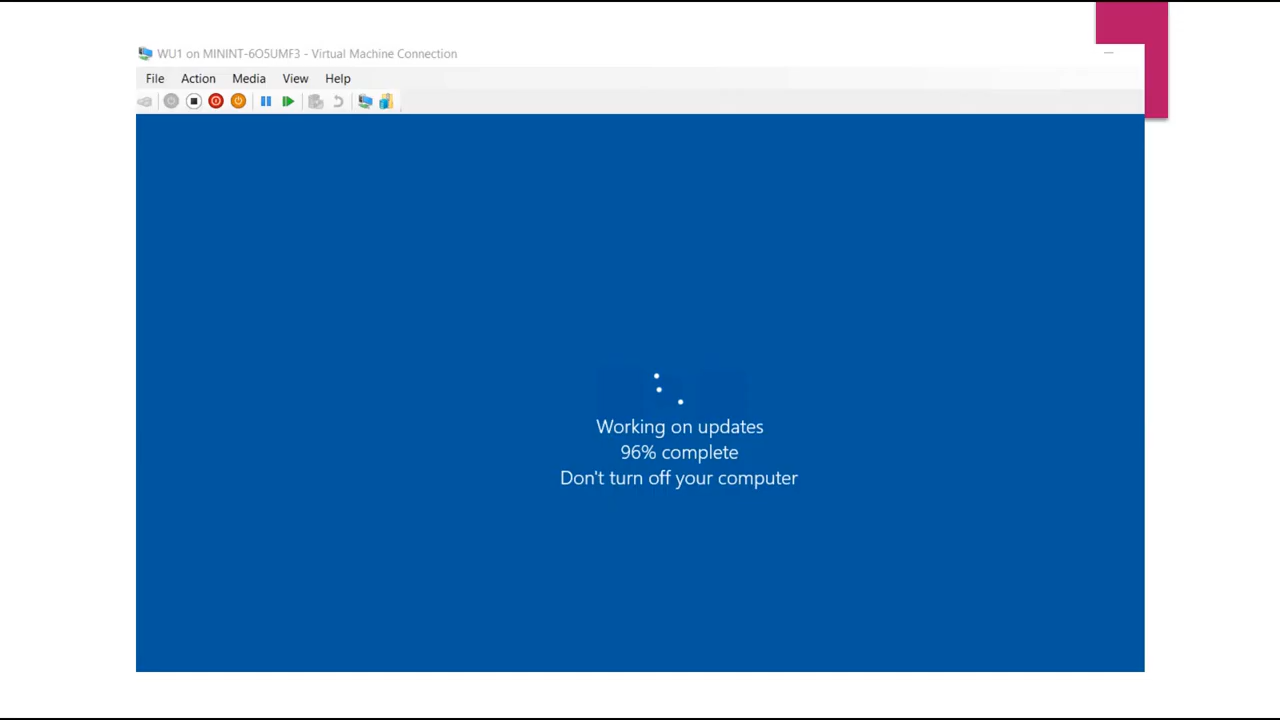 WU1 on MININT-6O5UMF3 - Virtual Machine Connection
File Action Media View Help
Working on updates
96% complete
Don't turn off your computer